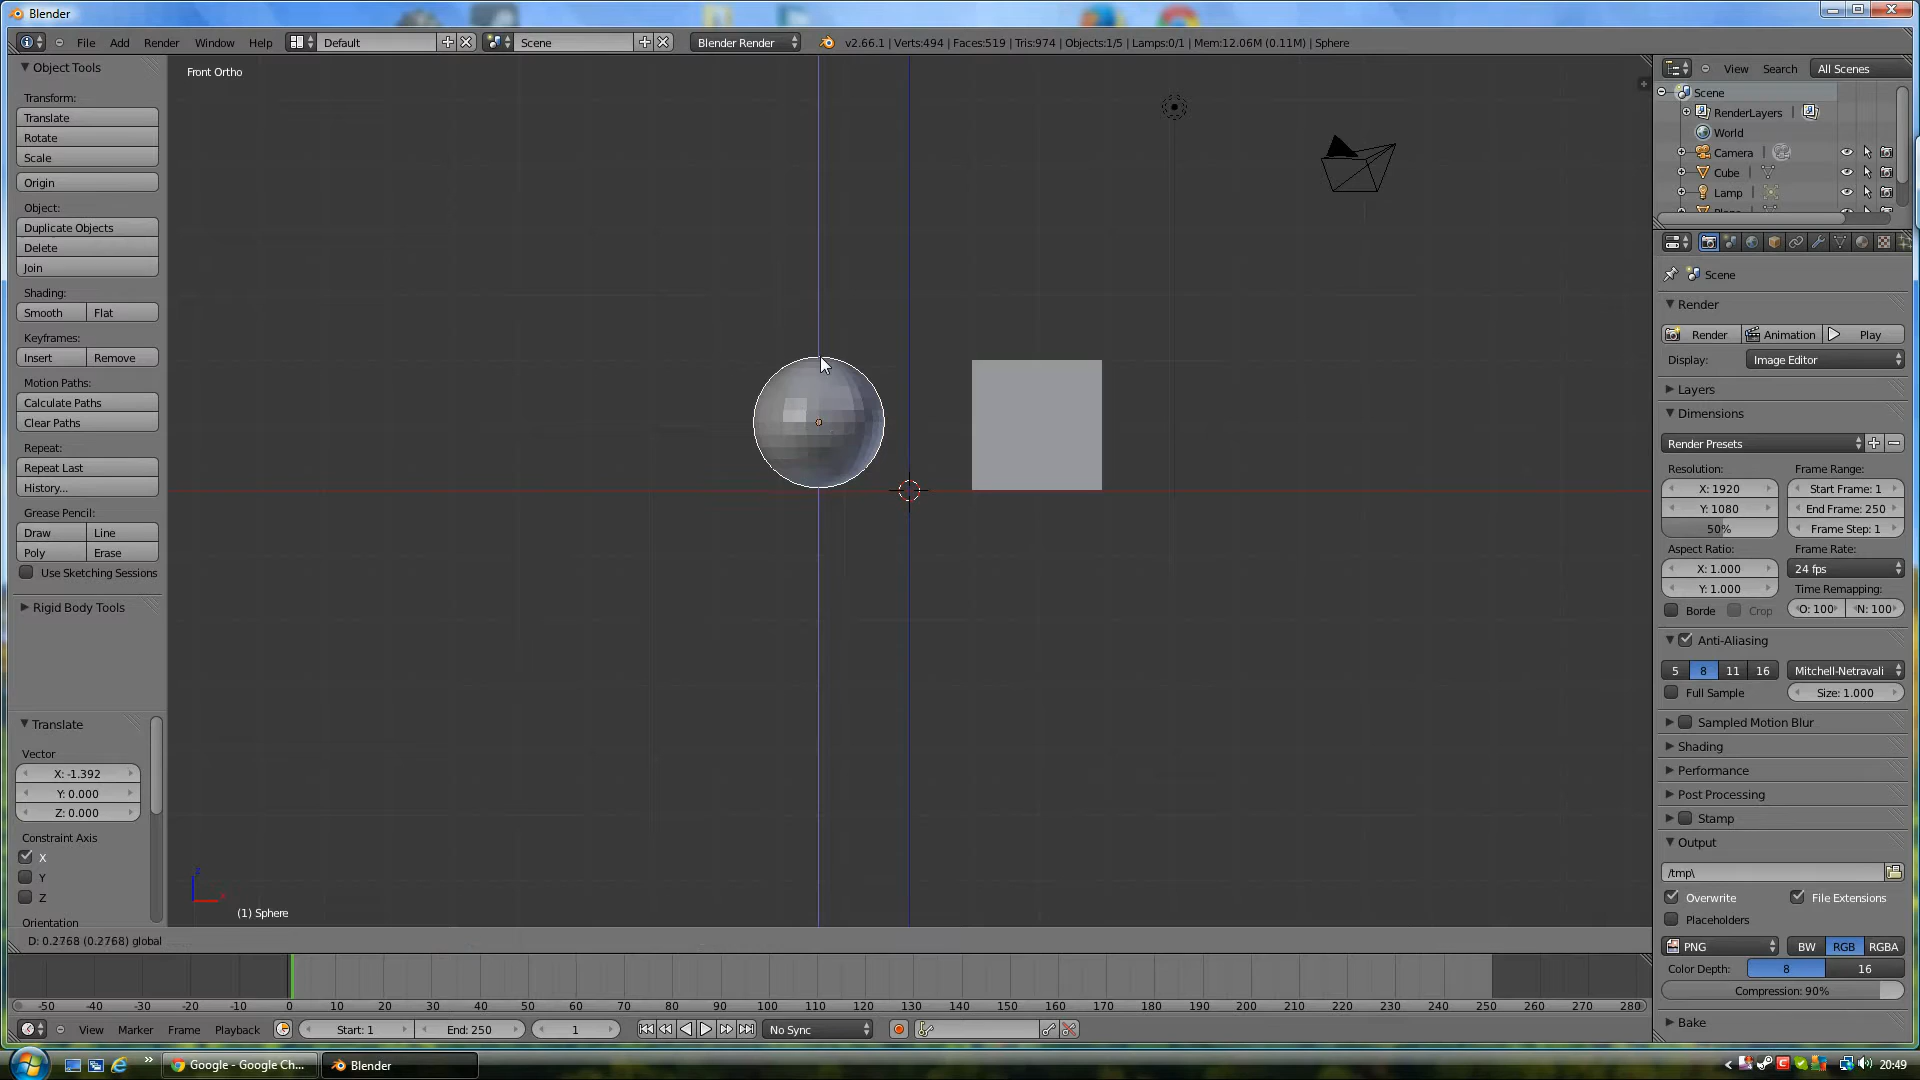 Blender
File Add Render Window Help Default Scene Blender Render v2.66.1 | Verts:494 | Faces:519 | Tris:974 | Objects:1/5 | Lamps:0/1 | Mem:12.06M (0.11M) | Sphere
Object Tools
Transform:
Translate
Rotate
Scale
Origin
Object:
Duplicate Objects
Delete
Join
Shading:
Smooth Flat
Keyframes:
Insert Remove
Motion Paths:
Calculate Paths
Clear Paths
Repeat:
Repeat Last
History...
Grease Pencil:
Draw Line
Poly Erase
Use Sketching Sessions
Rigid Body Tools
Translate
Vector
X: -1.392
Y: 0.000
Z: 0.000
Constraint Axis
X
Y
Z
Orientation
Front Ortho
z
x
(1) Sphere
D: 0.2768 (0.2768) global
View Search All Scenes
Scene
RenderLayers
World
Camera
Cube
Lamp
Scene
Render
Render Animation Play
Display: Image Editor
Layers
Dimensions
Render Presets
Resolution: Frame Range:
X: 1920 Start Frame: 1
Y: 1080 End Frame: 250
50% Frame Step: 1
Aspect Ratio: Frame Rate:
X: 1.000 24 fps
Y: 1.000 Time Remapping:
Borde Crop O: 100 N: 100
Anti-Aliasing
5 8 11 16 Mitchell-Netravali
Full Sample Size: 1.000
Sampled Motion Blur
Shading
Performance
Post Processing
Stamp
Output
/tmp\
Overwrite File Extensions
Placeholders
PNG BW RGB RGBA
Color Depth: 8 16
Compression: 90%
Bake
-50 -40 -30 -20 -10 0 10 20 30 40 50 60 70 80 90 100 110 120 130 140 150 160 170 180 190 200 210 220 230 240 250 260 270 280
View Marker Frame Playback Start: 1 End: 250 1 No Sync
» Google - Google Ch... Blender 20:49